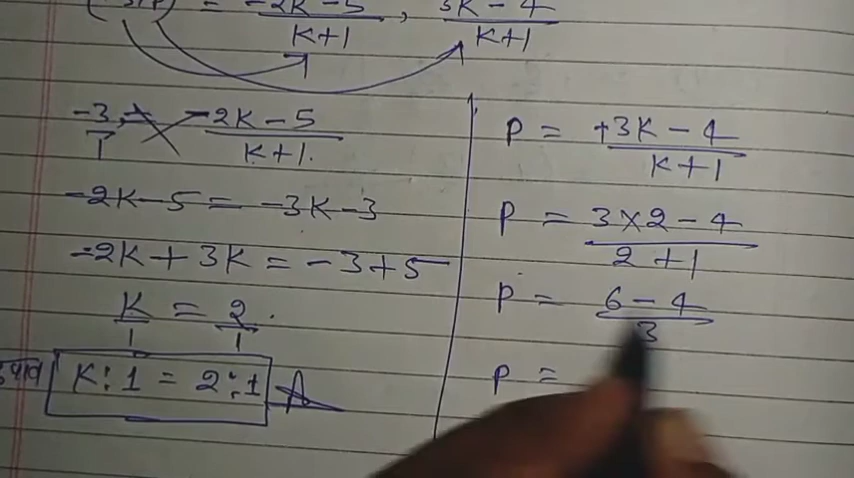 = -2K-5/K+1, 3K-4/K+1
-3/1 = -2K-5/K+1.
-2K-5 = -3K-3
-2K+3K = -3+5
K/1 = 2/1.
K:1 = 2:1 A
P = +3K-4/K+1
P = 3×2-4/2+1
P = 6-4/3
P =